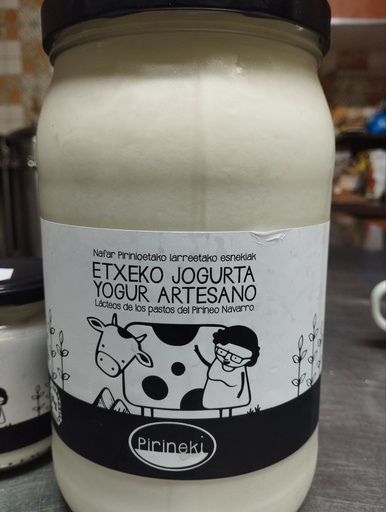 Nafar Pirinioetako larreetako esnekiak
ETXEKO JOGURTA
YOGUR ARTESANO
Lácteos de los pastos del Pirineo Navarro
Pirineki